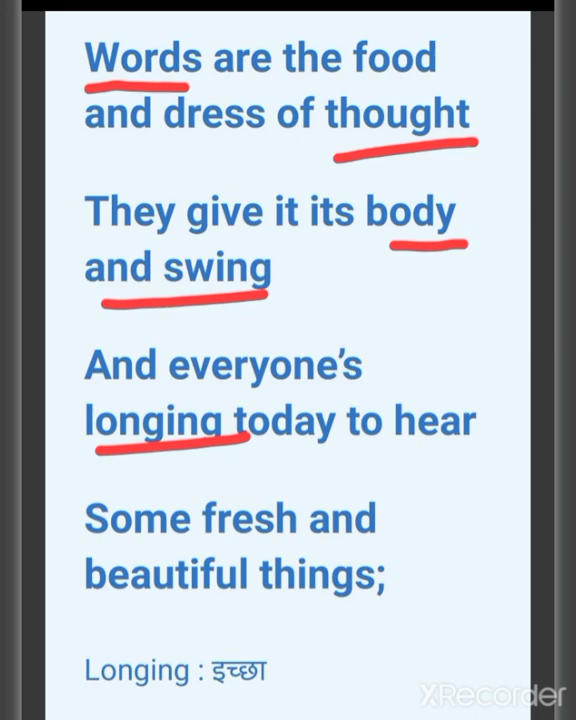 Words are the food
and dress of thought
They give it its body
and swing
And everyone's
longing today to hear
Some fresh and
beautiful things;
Longing : इच्छा
XRecorder